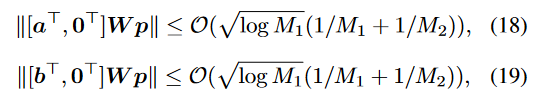 ‖[a⊤, 0⊤]Wp‖ ≤ O(√log M₁(1/M₁ + 1/M₂)), (18)
‖[b⊤, 0⊤]Wp‖ ≤ O(√log M₁(1/M₁ + 1/M₂)), (19)